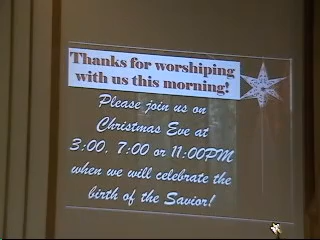 Thanks for worshiping
with us this morning!
Please join us on
Christmas Eve at
3:00, 7:00 or 11:00PM
when we will celebrate the
birth of the Savior!